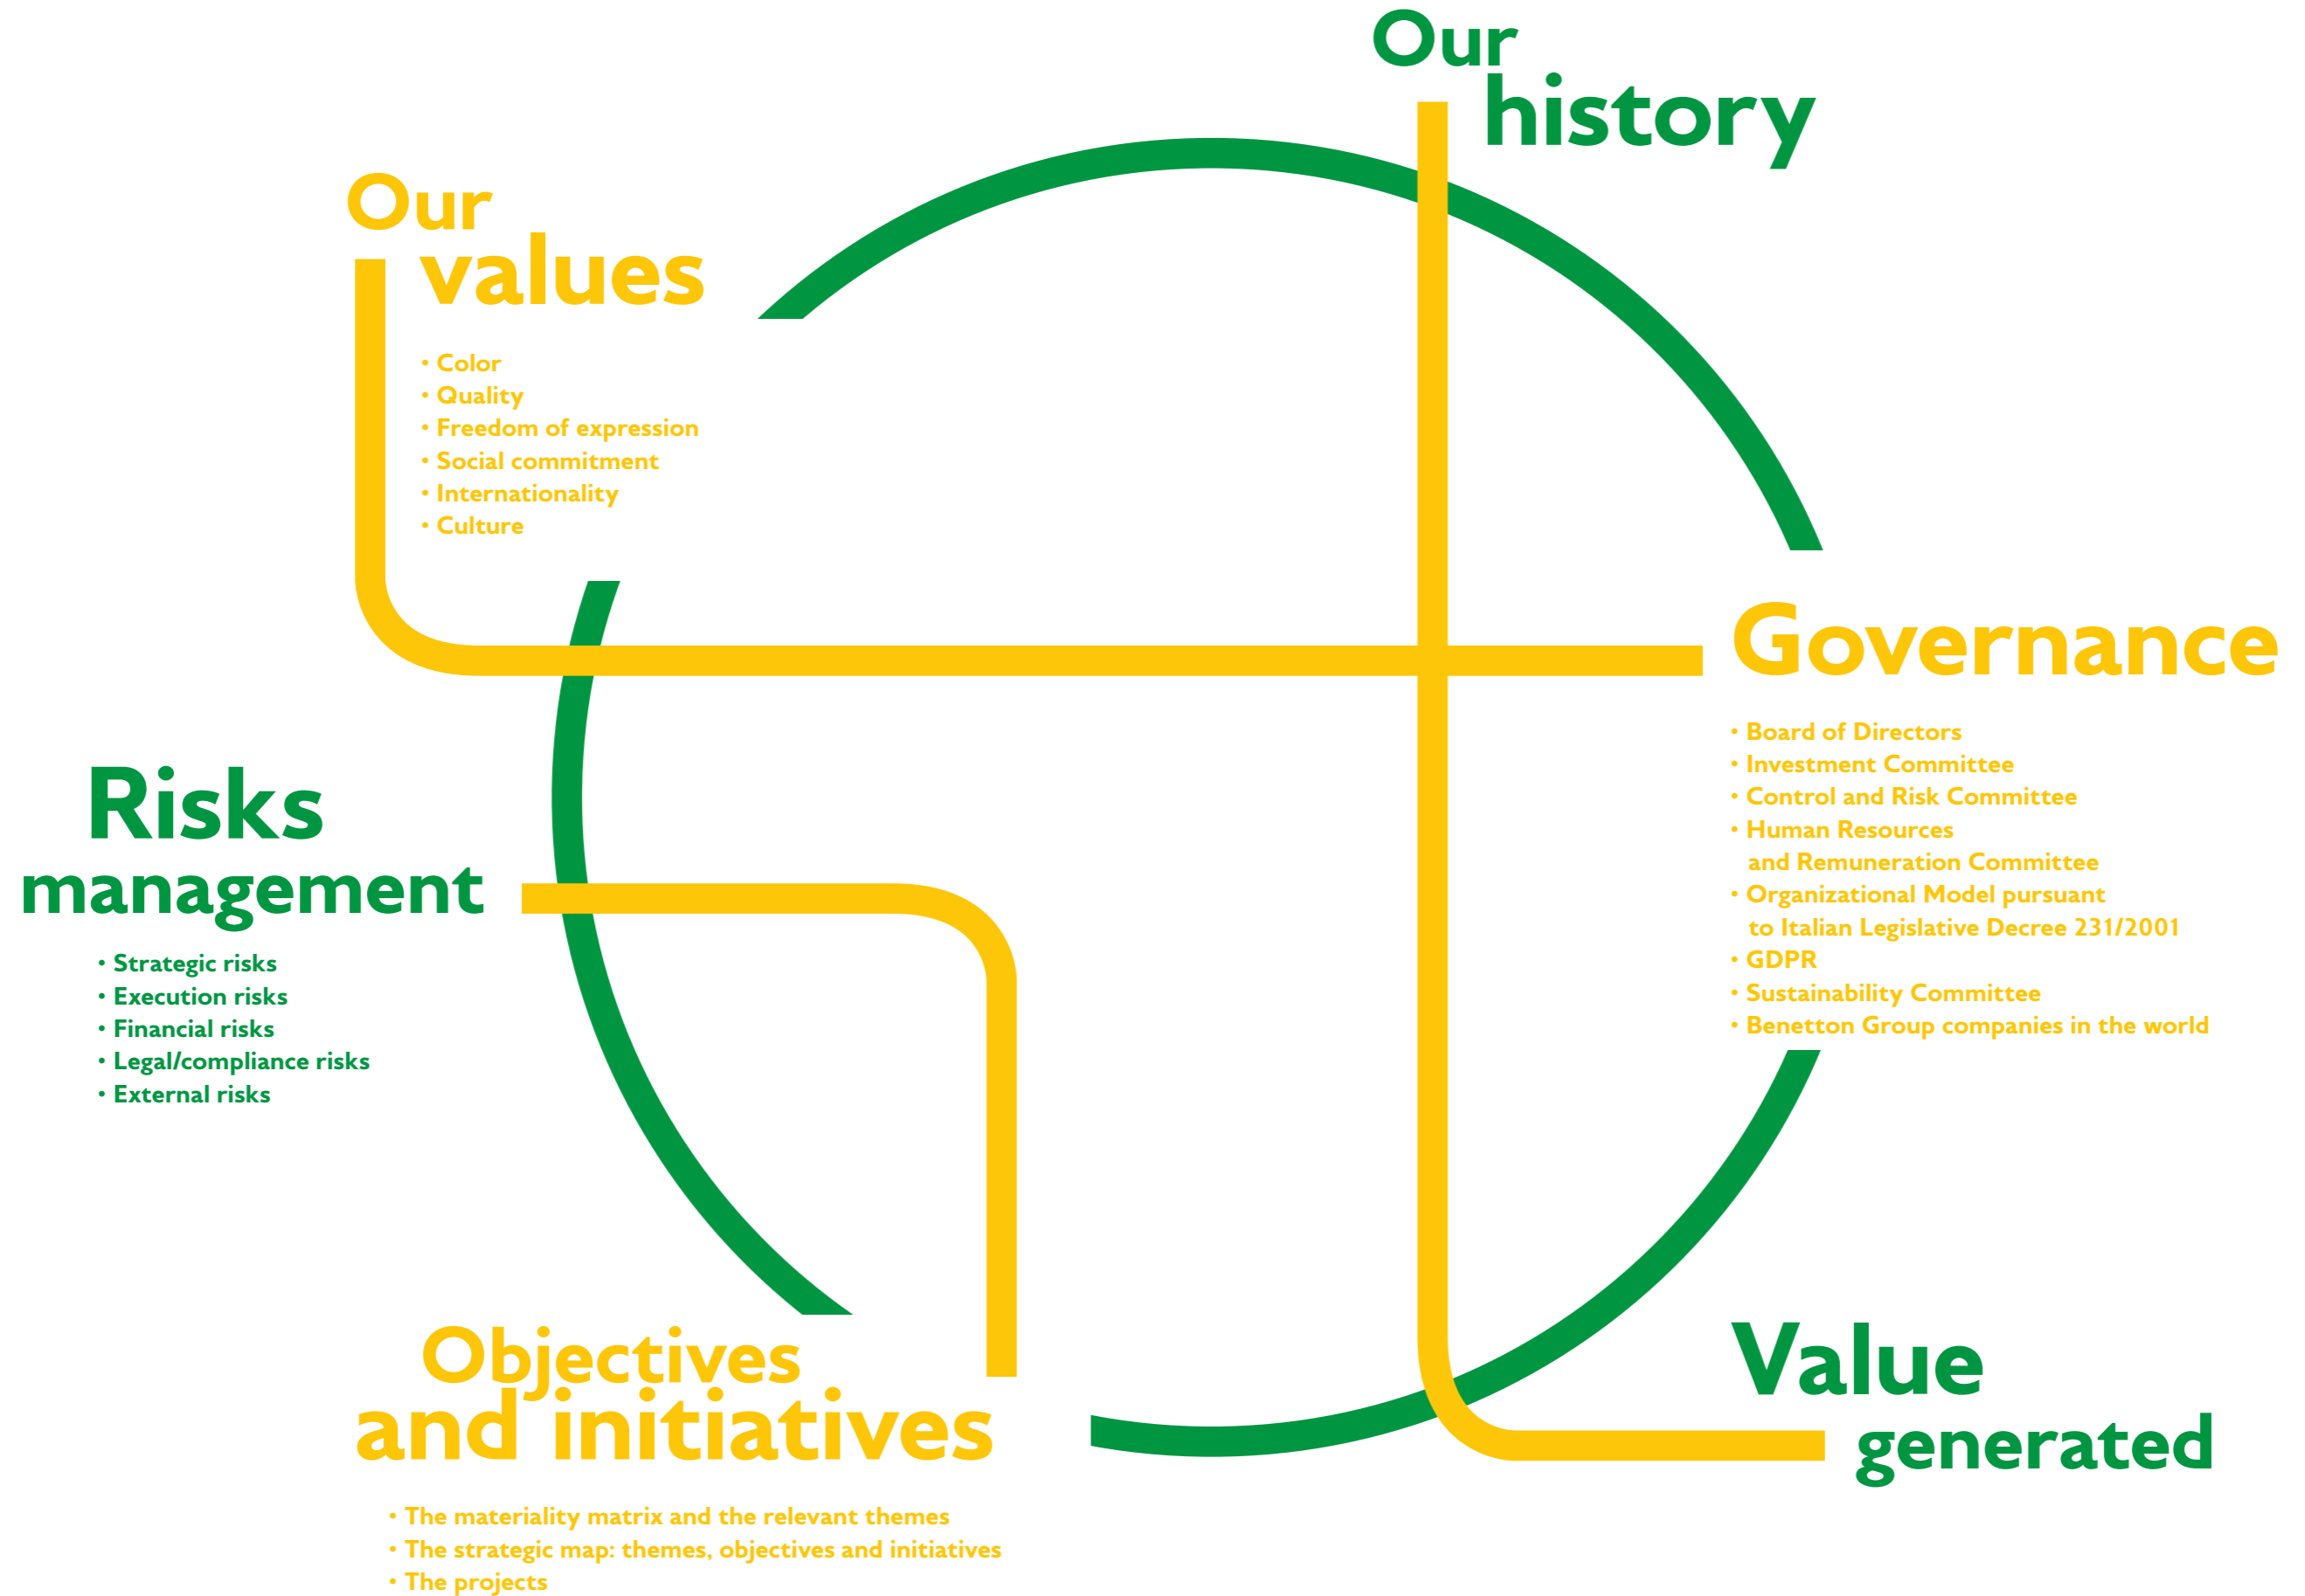 Our
history
Our
values
• Color
• Quality
• Freedom of expression
• Social commitment
• Internationality
• Culture
Governance
• Board of Directors
• Investment Committee
• Control and Risk Committee
• Human Resources
and Remuneration Committee
• Organizational Model pursuant
to Italian Legislative Decree 231/2001
• GDPR
• Sustainability Committee
• Benetton Group companies in the world
Risks
management
• Strategic risks
• Execution risks
• Financial risks
• Legal/compliance risks
• External risks
Objectives
and initiatives
• The materiality matrix and the relevant themes
• The strategic map: themes, objectives and initiatives
• The projects
Value
generated